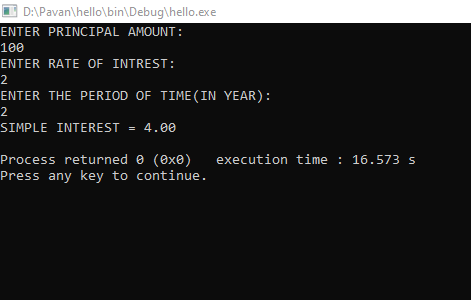 D:\Pavan\hello\bin\Debug\hello.exe
ENTER PRINCIPAL AMOUNT:
100
ENTER RATE OF INTREST:
2
ENTER THE PERIOD OF TIME(IN YEAR):
2
SIMPLE INTEREST = 4.00
Process returned 0 (0x0)   execution time : 16.573 s
Press any key to continue.